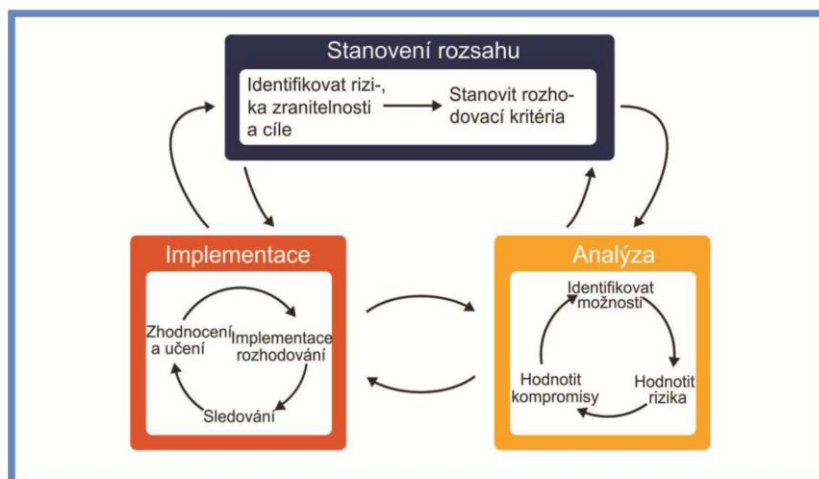 Stanovení rozsahu
Identifikovat rizi-,
ka zranitelnosti
a cíle
Stanovit rozho-
dovací kritéria
Implementace
Zhodnocení
a učení
Implementace
rozhodování
Sledování
Analýza
Identifikovat
možnosti
Hodnotit
kompromisy
Hodnotit
rizika